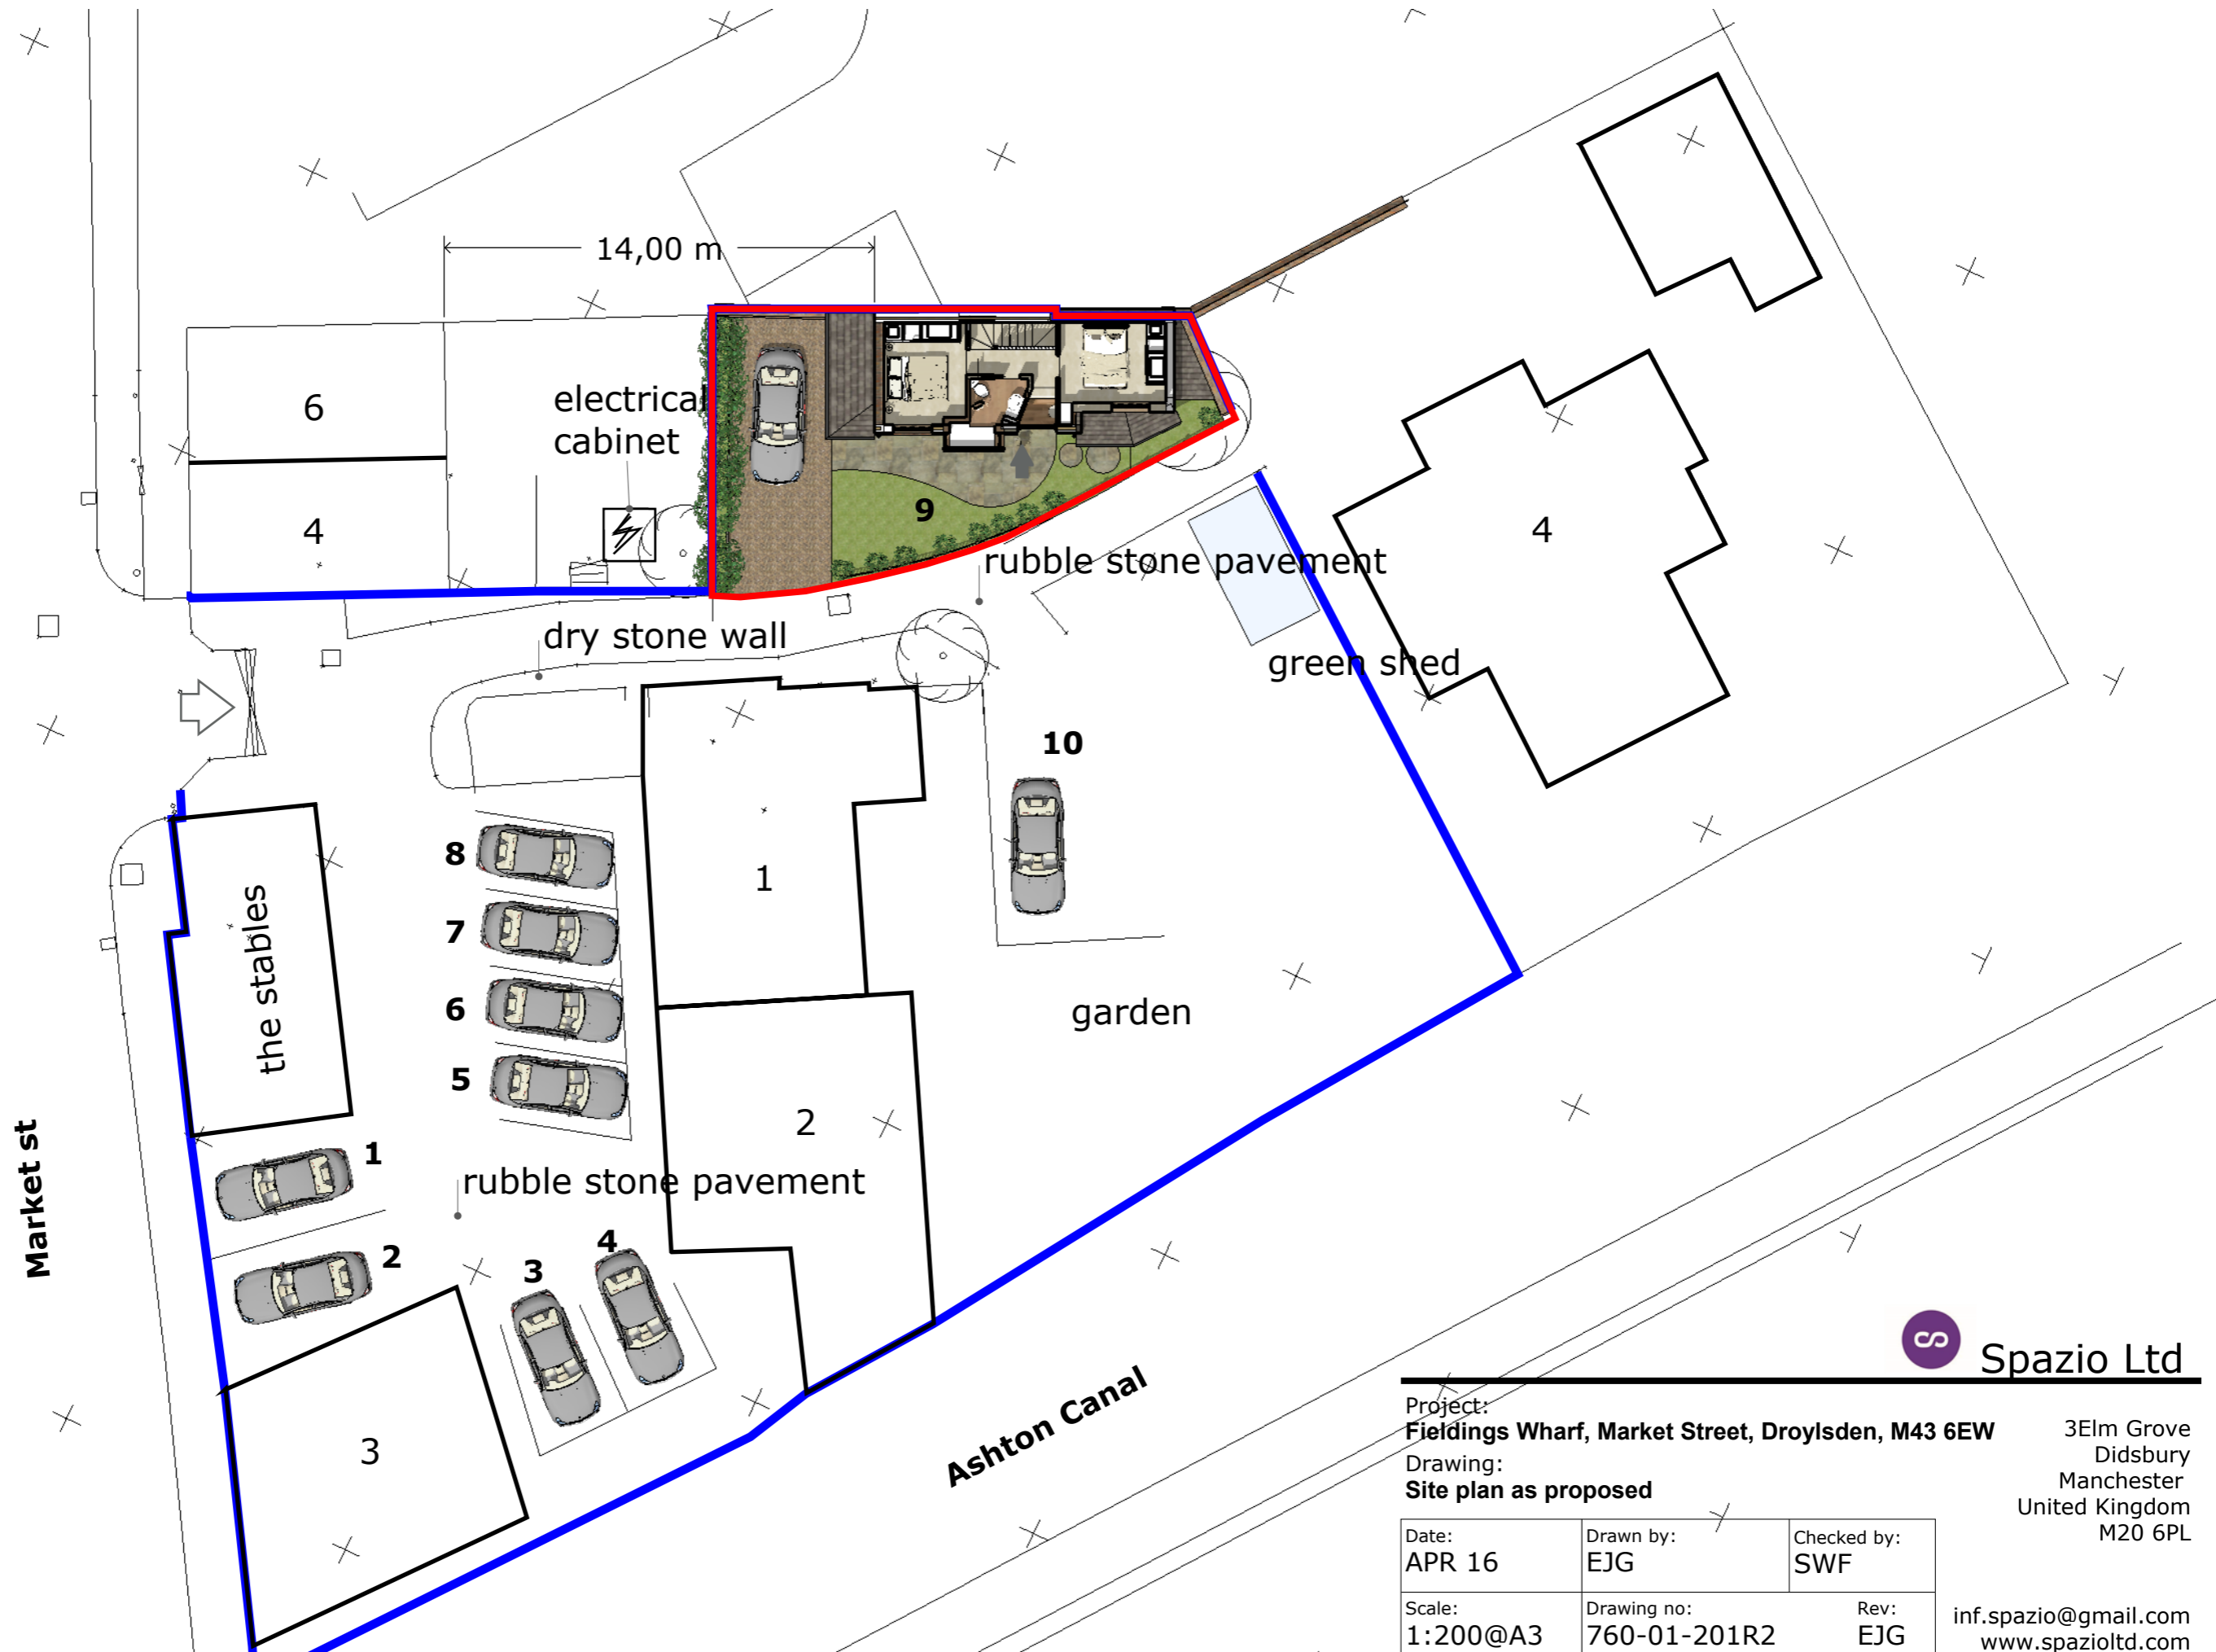 14,00 m
6
electrical
cabinet
4
9
rubble stone pavement
4
dry stone wall
green shed
10
8
1
the stables
7
6
garden
5
2
Market st
1
rubble stone pavement
2
4
3
3
Ashton Canal
S
Spazio Ltd
Project:
Fieldings Wharf, Market Street, Droylsden, M43 6EW
Drawing:
Site plan as proposed
3Elm Grove
Didsbury
Manchester
United Kingdom
M20 6PL
Date:
APR 16
Drawn by:
EJG
Checked by:
SWF
Scale:
1:200@A3
Drawing no:
760-01-201R2
Rev:
EJG
inf.spazio@gmail.com
www.spazioltd.com